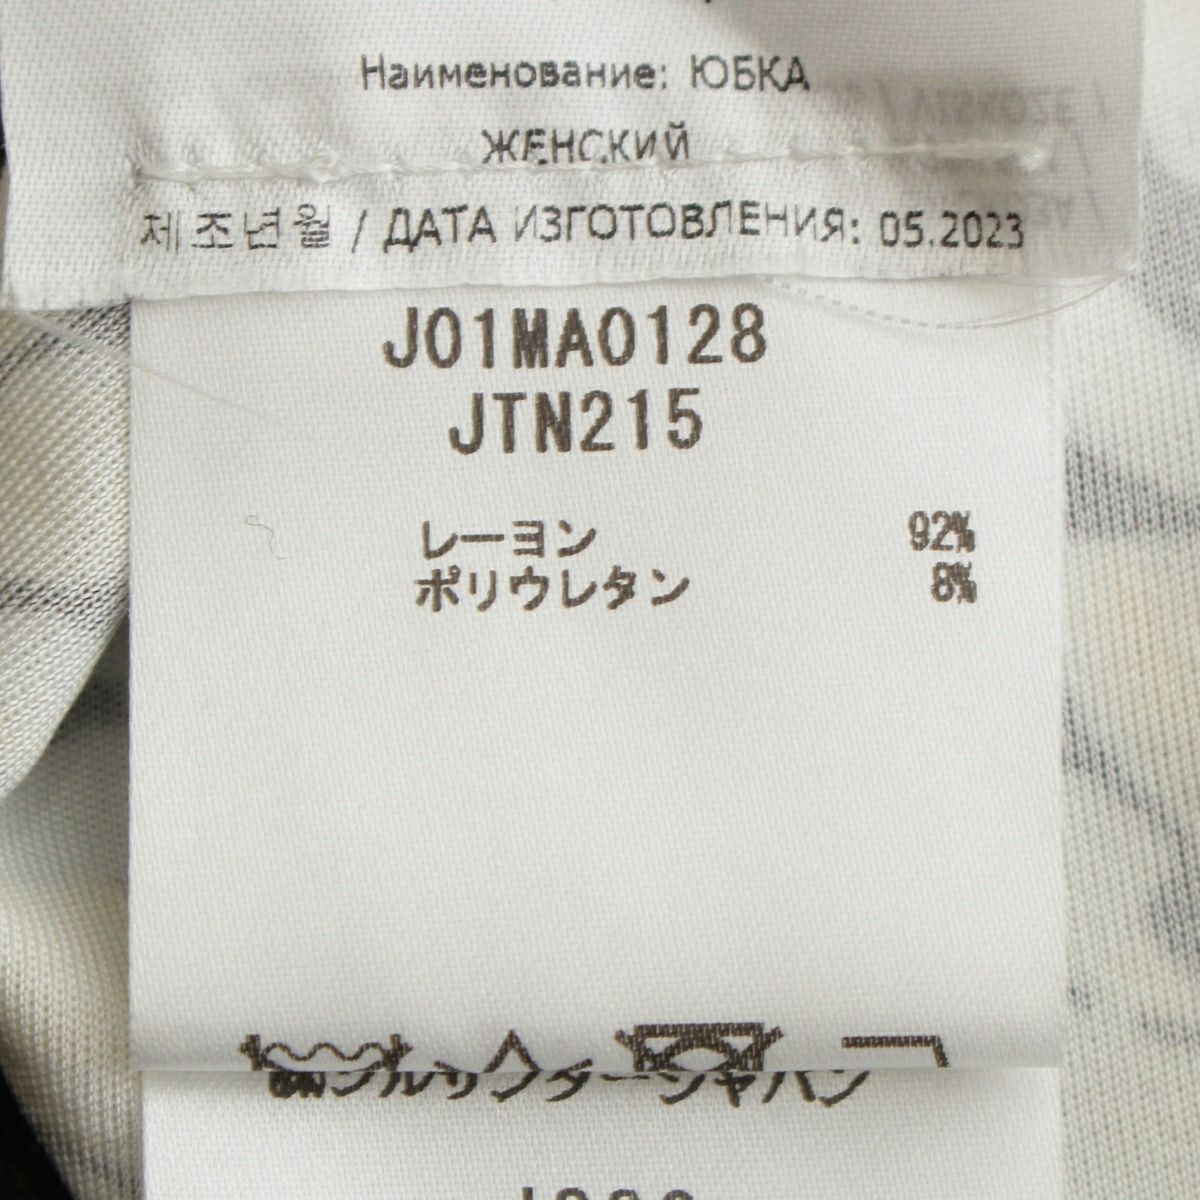 Наименование: ЮБКА
ЖЕНСКИЙ
제조년월 / ДАТА ИЗГОТОВЛЕНИЯ: 05.2023
J01MA0128
JTN215
レーヨン 92%
ポリウレタン 8%